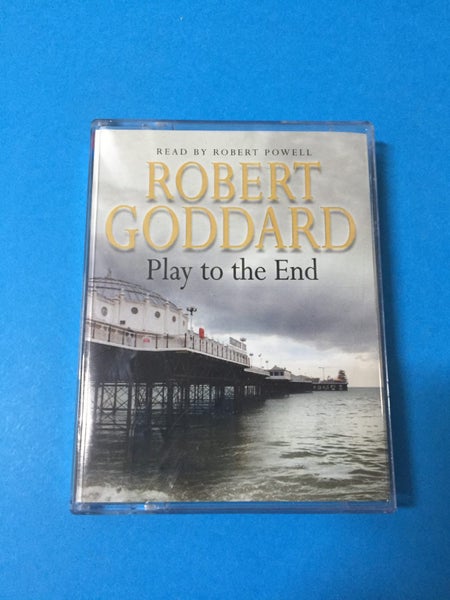 READ BY ROBERT POWELL
ROBERT
GODDARD
Play to the End